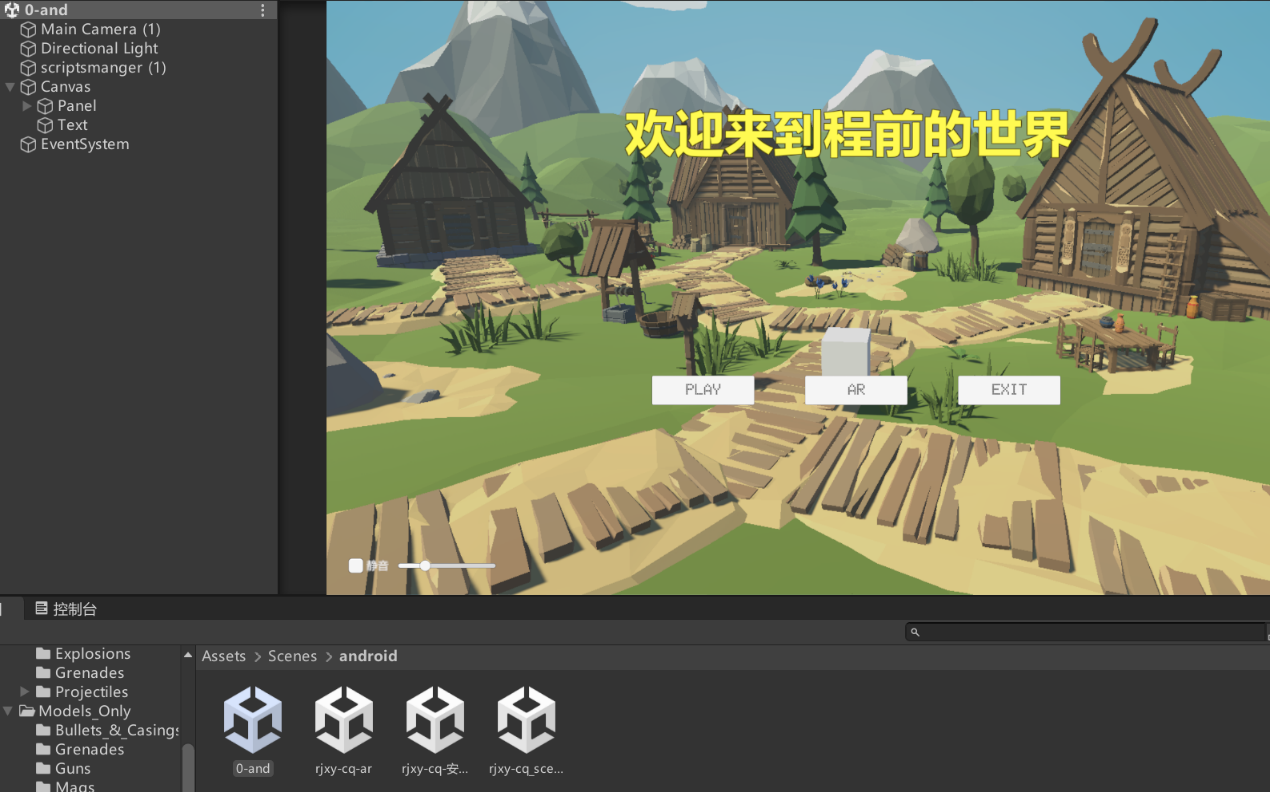 0-and
Main Camera (1)
Directional Light
scriptsmanger (1)
Canvas
Panel
Text
EventSystem
欢迎来到程前的世界
PLAY
AR
EXIT
静音
控制台
Explosions
Grenades
Projectiles
Models_Only
Bullets_&_Casings
Grenades
Guns
Mags
Assets > Scenes > android
0-and
rjxy-cq-ar
rjxy-cq-安...
rjxy-cq_sce...